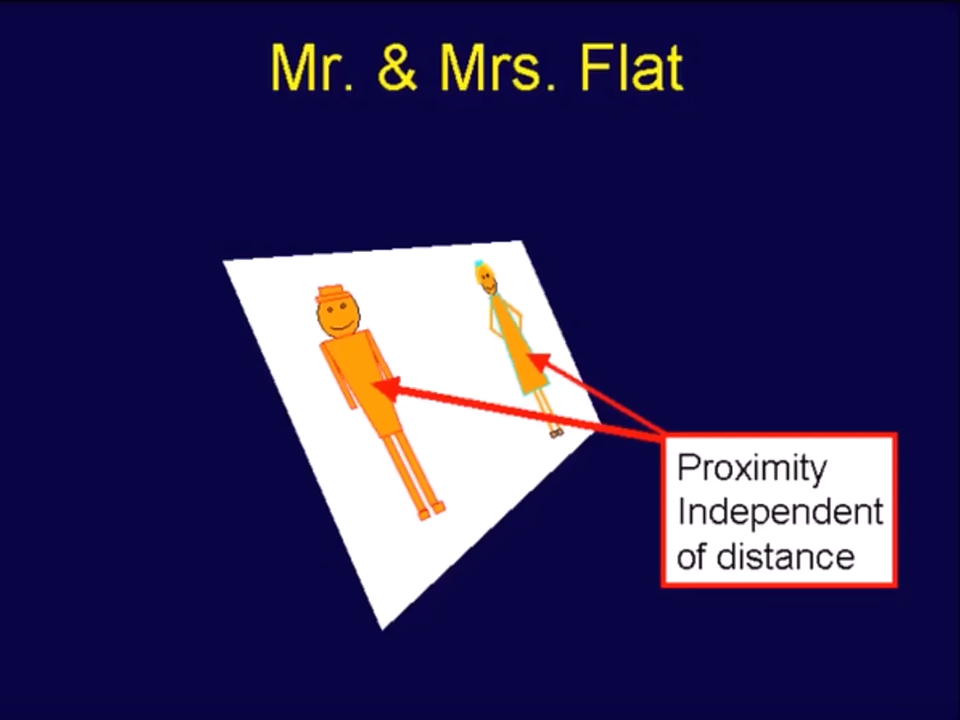 Mr. & Mrs. Flat
Proximity
Independent
of distance